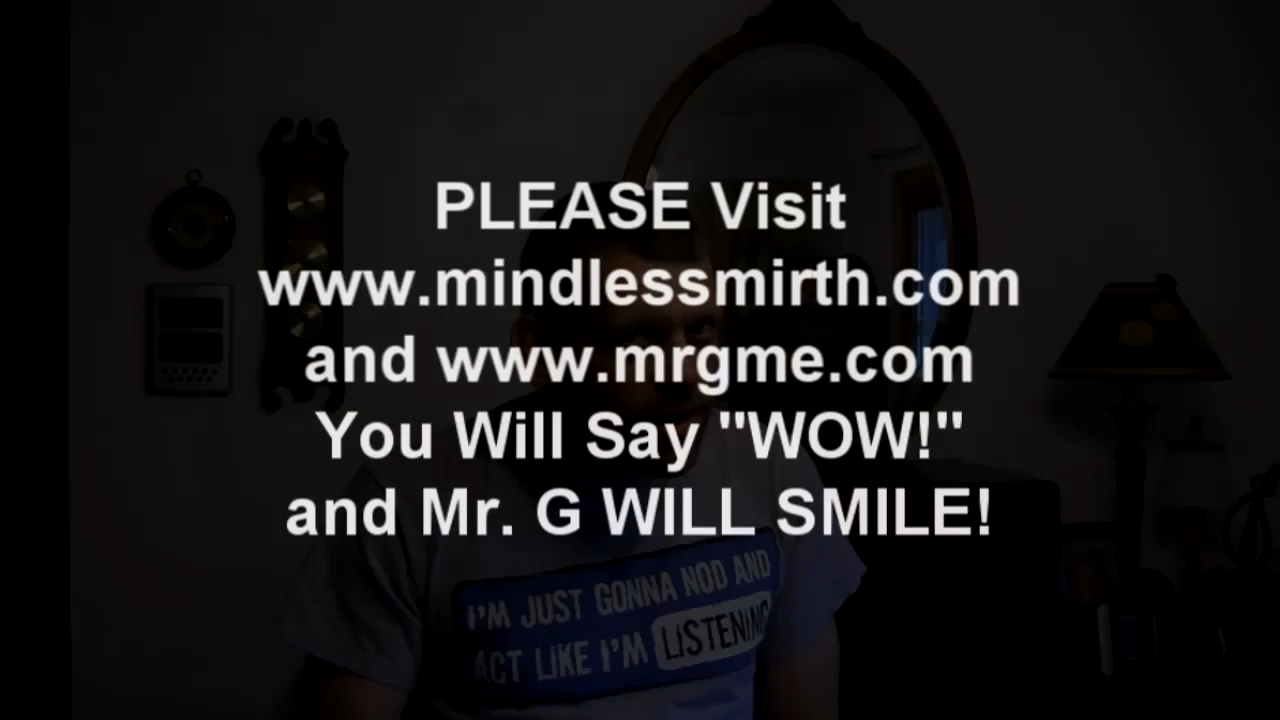 PLEASE Visit
www.mindlessmirth.com
and www.mrgme.com
You Will Say "WOW!"
and Mr. G WILL SMILE!
I'M JUST GONNA NOD AND
ACT LIKE I'M LISTENING